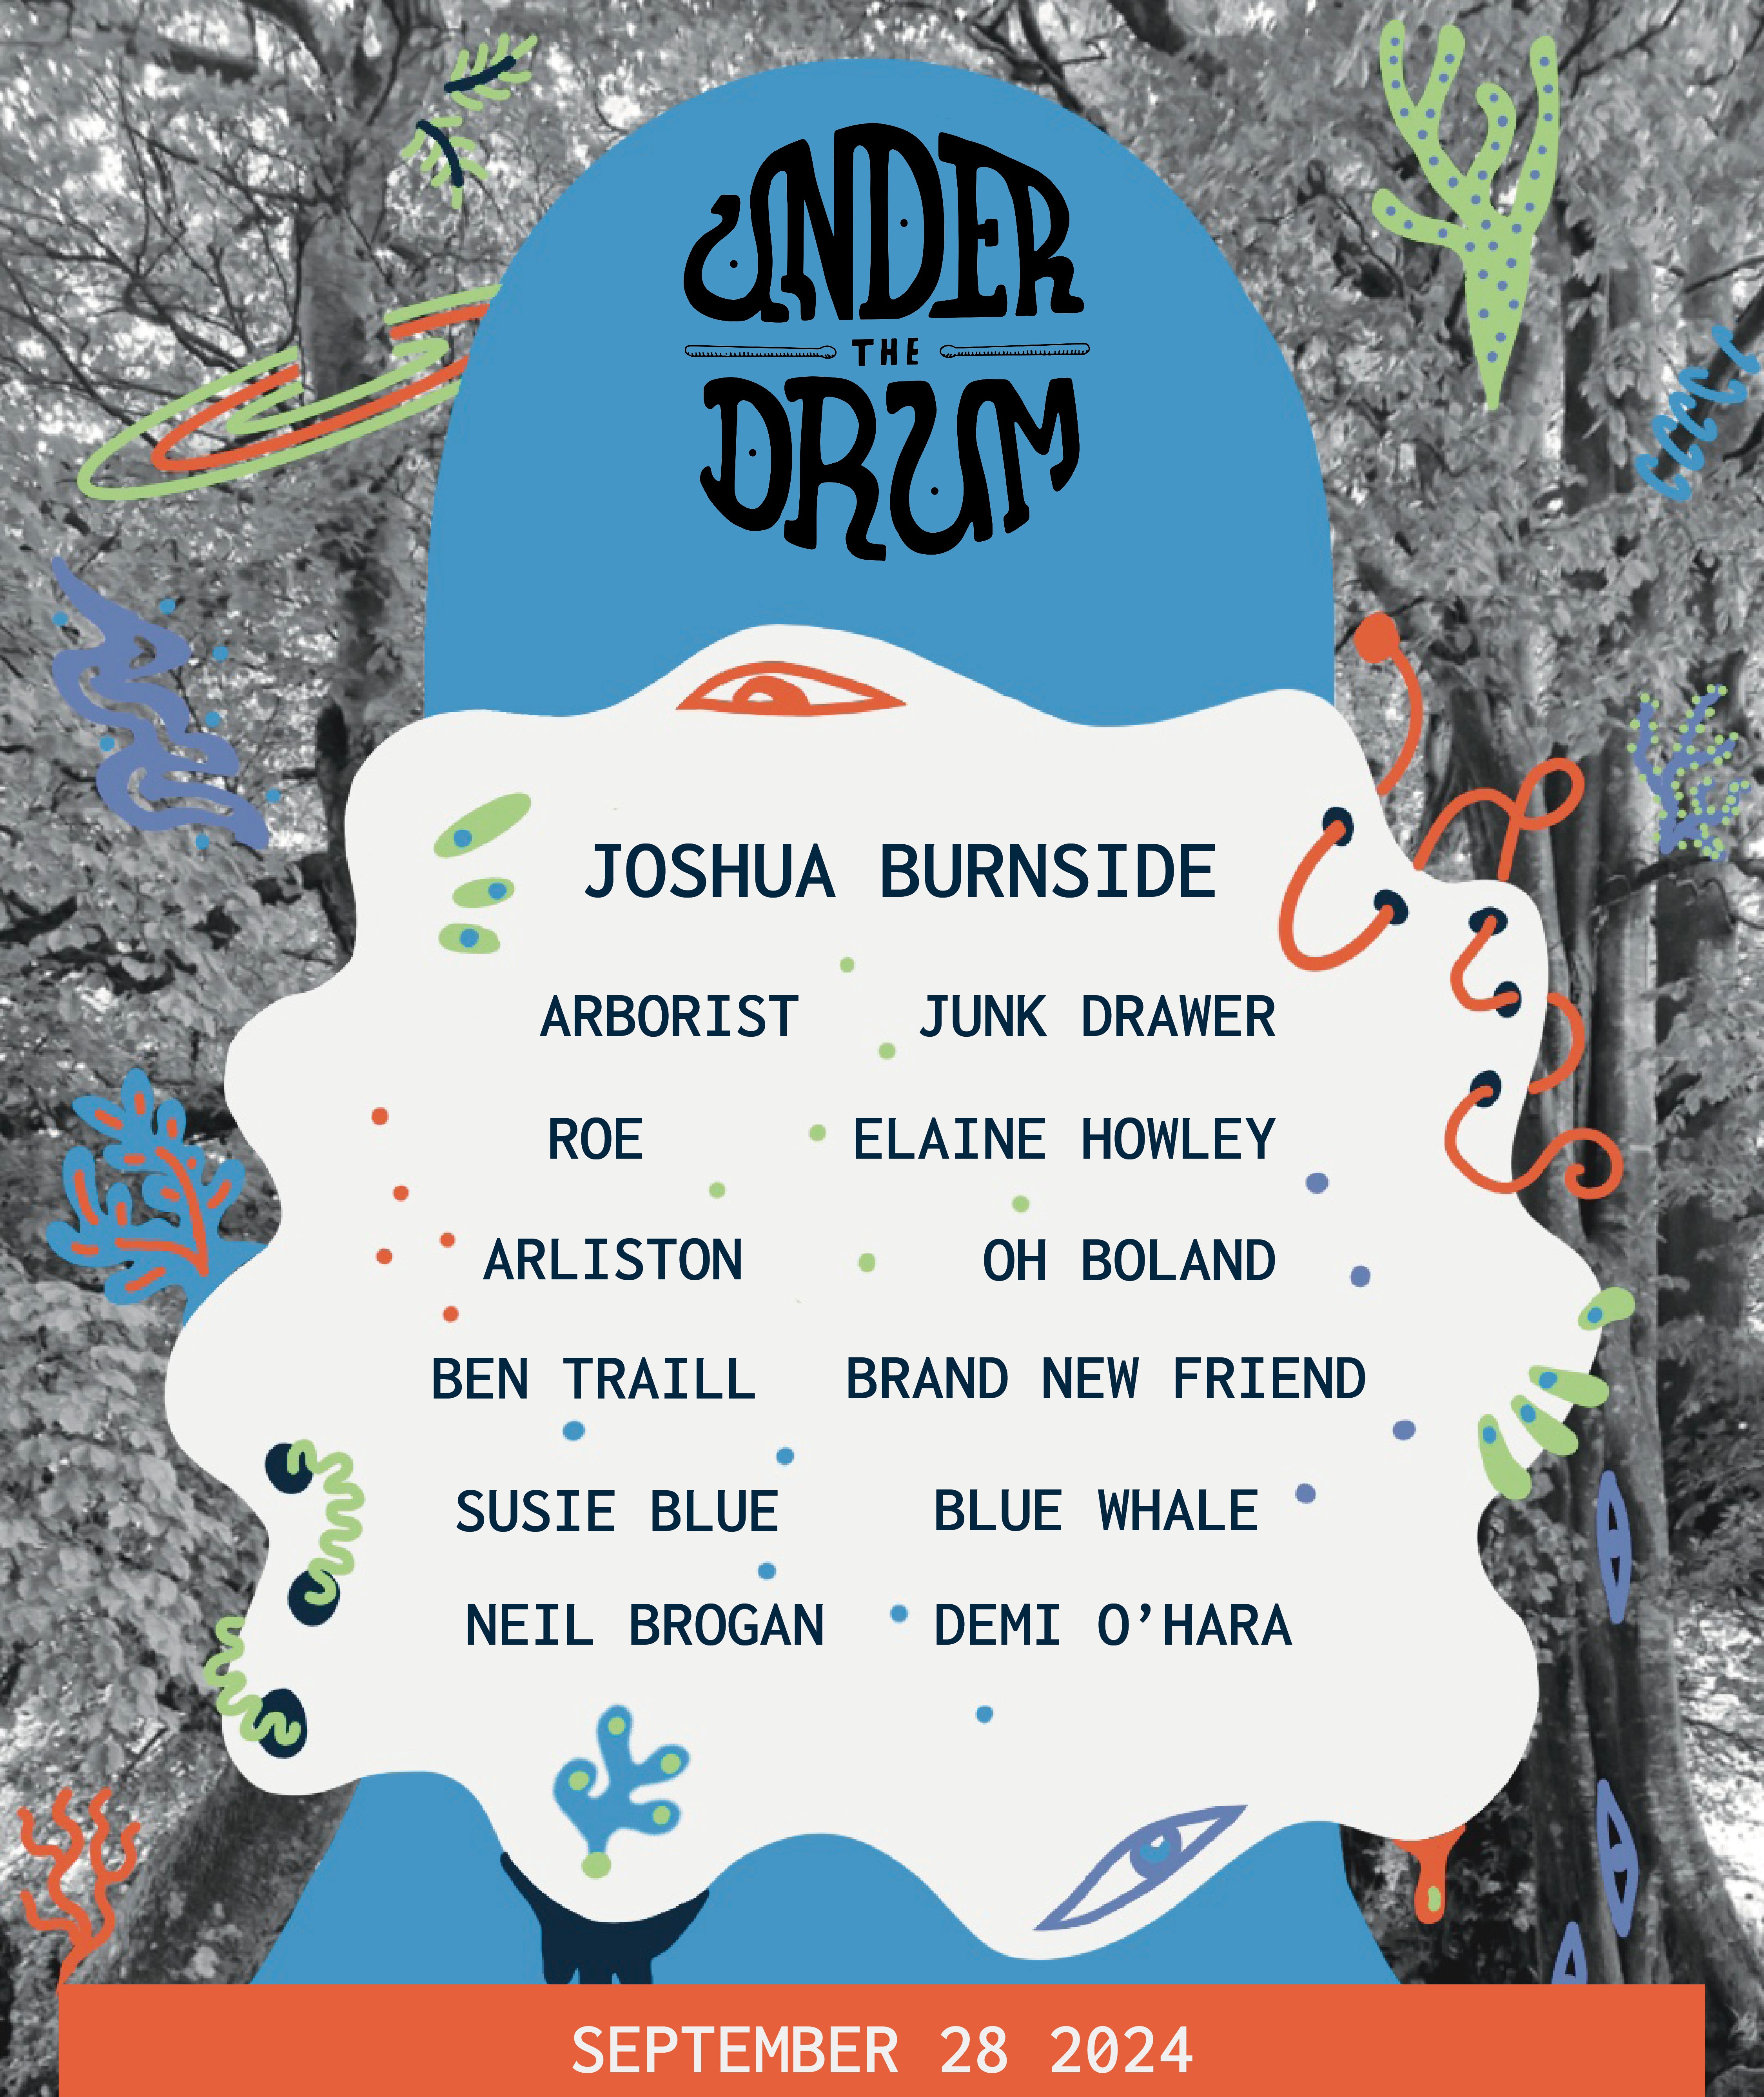 UNDER
THE
DRUM
JOSHUA BURNSIDE
ARBORIST JUNK DRAWER
ROE ELAINE HOWLEY
ARLISTON OH BOLAND
BEN TRAILL BRAND NEW FRIEND
SUSIE BLUE BLUE WHALE
NEIL BROGAN DEMI O’HARA
SEPTEMBER 28 2024